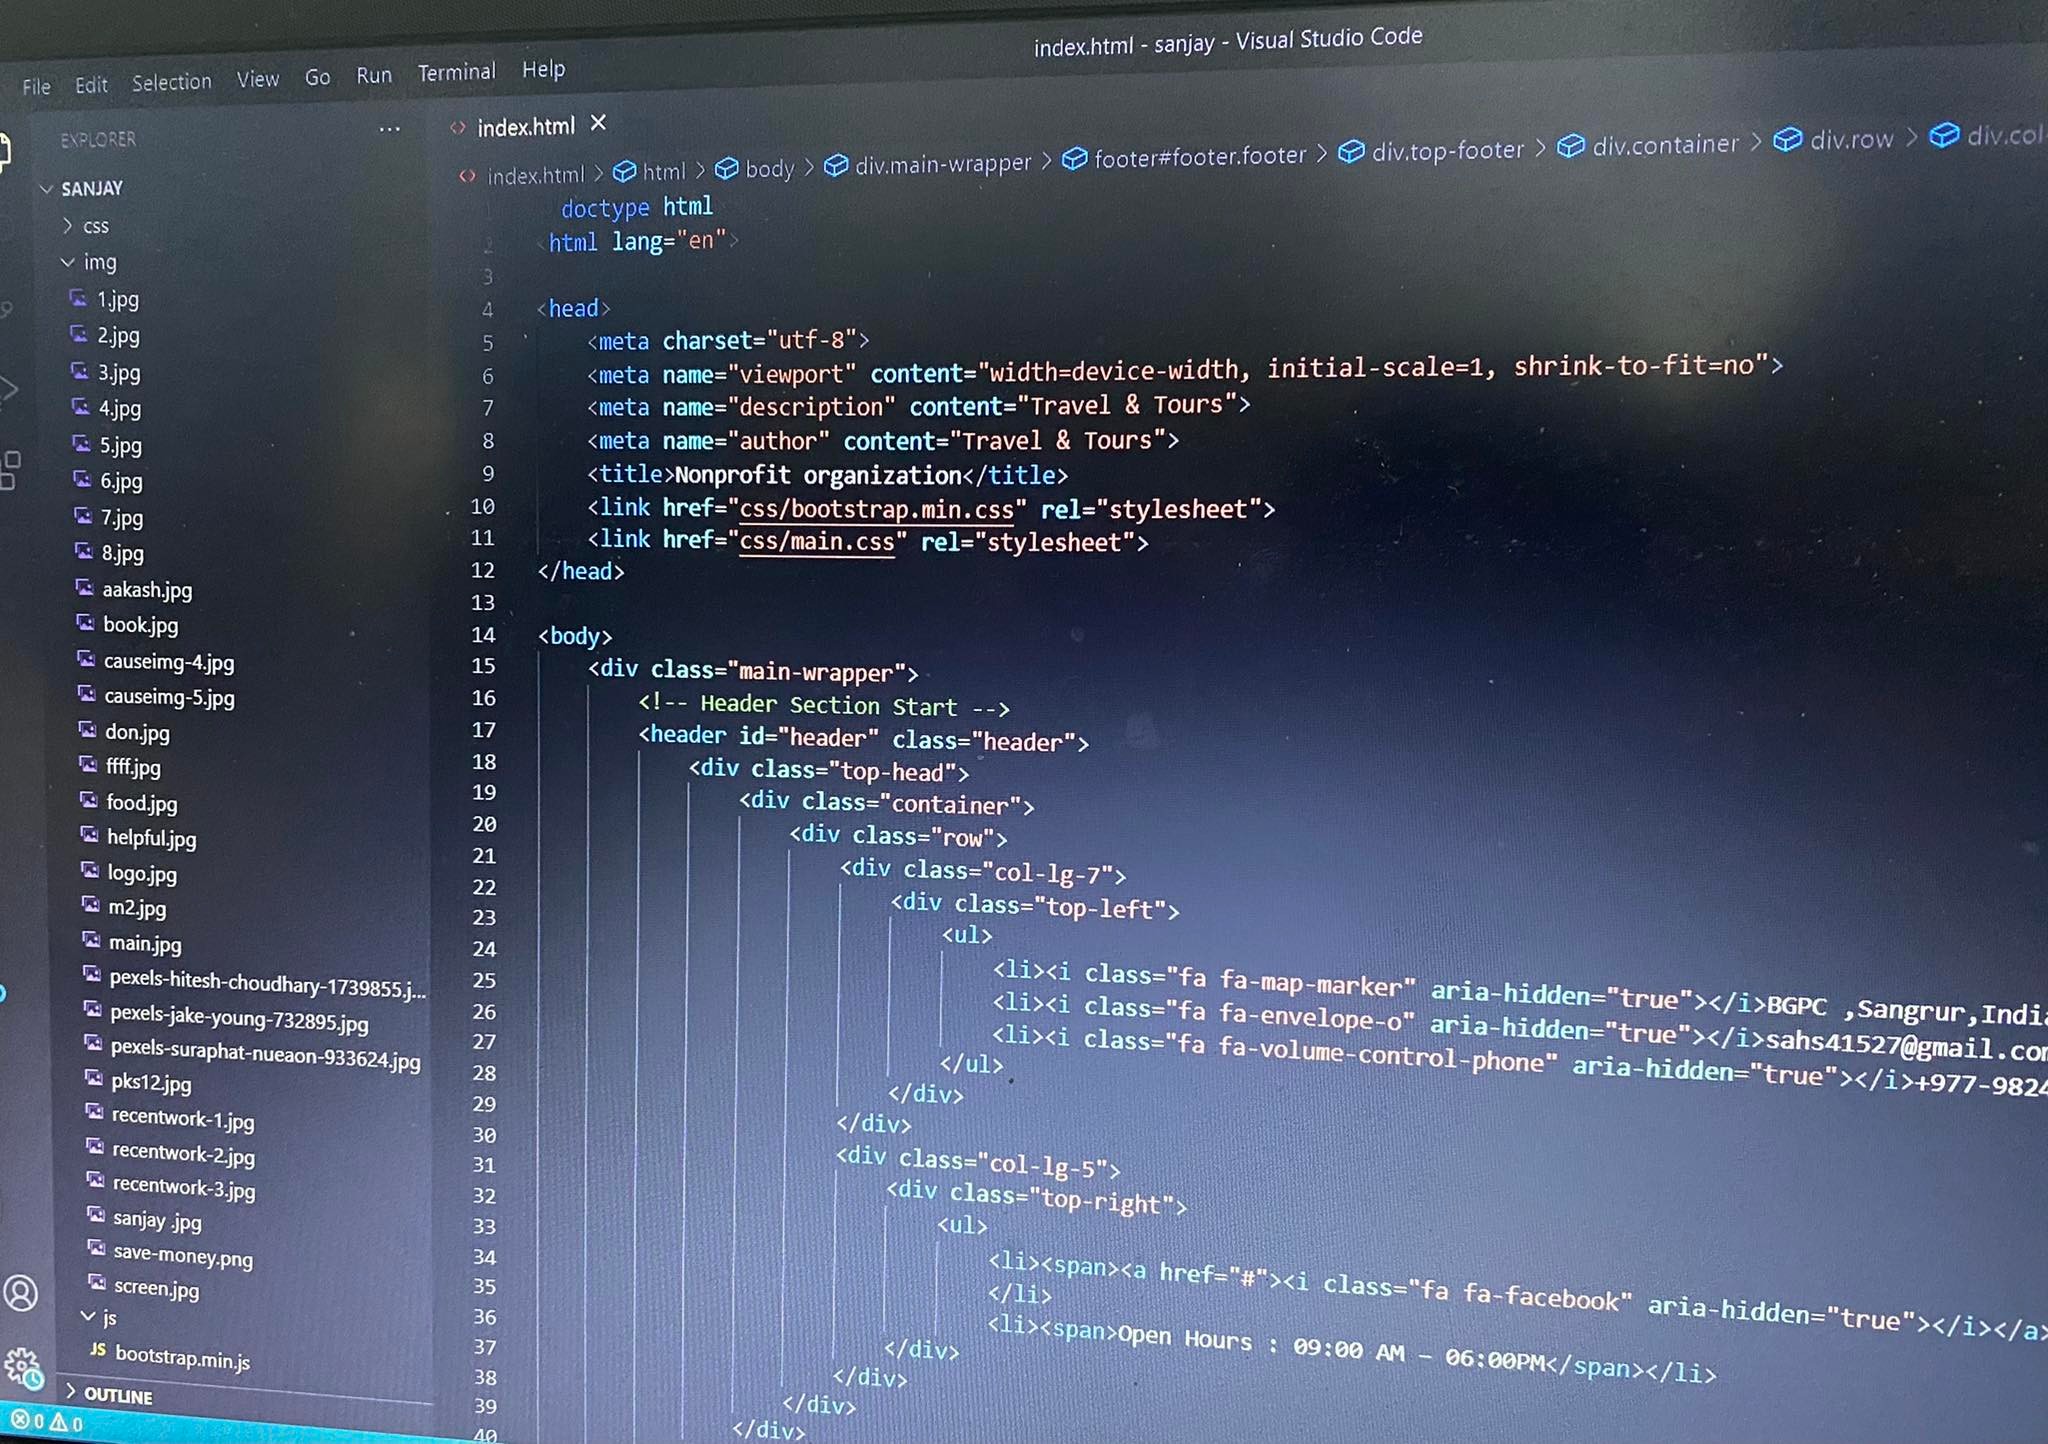 index.html - sanjay - Visual Studio Code
File Edit Selection View Go Run Terminal Help
EXPLORER ...
SANJAY
css
img
1.jpg
2.jpg
3.jpg
4.jpg
5.jpg
6.jpg
7.jpg
8.jpg
aakash.jpg
book.jpg
causeimg-4.jpg
causeimg-5.jpg
don.jpg
ffff.jpg
food.jpg
helpful.jpg
logo.jpg
m2.jpg
main.jpg
pexels-hitesh-choudhary-1739855.j...
pexels-jake-young-732895.jpg
pexels-suraphat-nueaon-933624.jpg
pks12.jpg
recentwork-1.jpg
recentwork-2.jpg
recentwork-3.jpg
sanjay .jpg
save-money.png
screen.jpg
js
JS bootstrap.min.js
OUTLINE
0 0
index.html
index.html > html > body > div.main-wrapper > footer#footer.footer > div.top-footer > div.container > div.row > div.col-
doctype html
2 html lang="en">
3
4 <head>
5 <meta charset="utf-8">
6 <meta name="viewport" content="width=device-width, initial-scale=1, shrink-to-fit=no">
7 <meta name="description" content="Travel & Tours">
8 <meta name="author" content="Travel & Tours">
9 <title>Nonprofit organization</title>
10 <link href="css/bootstrap.min.css" rel="stylesheet">
11 <link href="css/main.css" rel="stylesheet">
12 </head>
13
14 <body>
15 <div class="main-wrapper">
16 <!-- Header Section Start -->
17 <header id="header" class="header">
18 <div class="top-head">
19 <div class="container">
20 <div class="row">
21 <div class="col-lg-7">
22 <div class="top-left">
23 <ul>
24 <li><i class="fa fa-map-marker" aria-hidden="true"></i>BGPC ,Sangrur,India
25 <li><i class="fa fa-envelope-o" aria-hidden="true"></i>sahs41527@gmail.com
26 <li><i class="fa fa-volume-control-phone" aria-hidden="true"></i>+977-9824
27 </ul>
28 </div>
29 </div>
30 <div class="col-lg-5">
31 <div class="top-right">
32 <ul>
33 <li><span><a href="#"><i class="fa fa-facebook" aria-hidden="true"></i></a>
34 </li>
35 <li><span>Open Hours : 09:00 AM – 06:00PM</span></li>
36 </div>
37 </div>
38 </div>
39 </div>
40